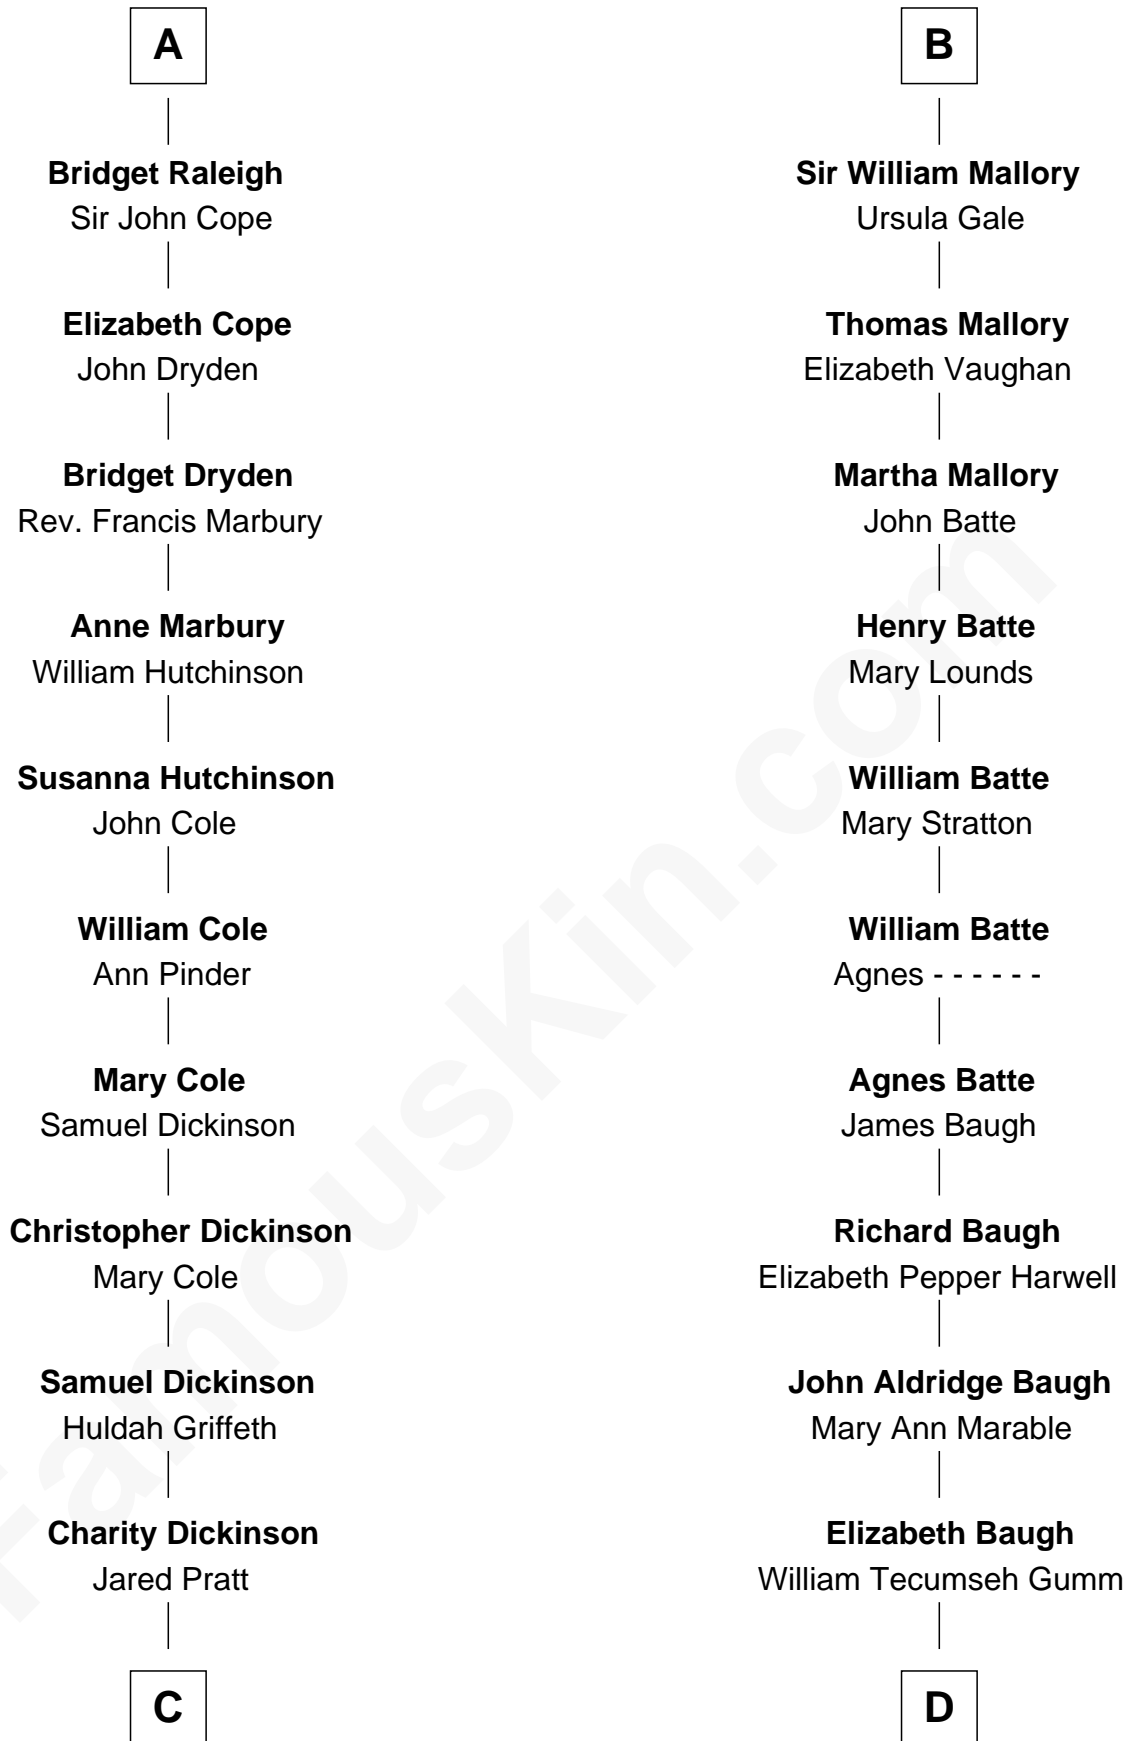 A
Bridget Raleigh
Sir John Cope
Elizabeth Cope
John Dryden
Bridget Dryden
Rev. Francis Marbury
Anne Marbury
William Hutchinson
Susanna Hutchinson
John Cole
William Cole
Ann Pinder
Mary Cole
Samuel Dickinson
Christopher Dickinson
Mary Cole
Samuel Dickinson
Huldah Griffeth
Charity Dickinson
Jared Pratt
C
B
Sir William Mallory
Ursula Gale
Thomas Mallory
Elizabeth Vaughan
Martha Mallory
John Batte
Henry Batte
Mary Lounds
William Batte
Mary Stratton
William Batte
Agnes - - - - - -
Agnes Batte
James Baugh
Richard Baugh
Elizabeth Pepper Harwell
John Aldridge Baugh
Mary Ann Marable
Elizabeth Baugh
William Tecumseh Gumm
D
FamousKin.com